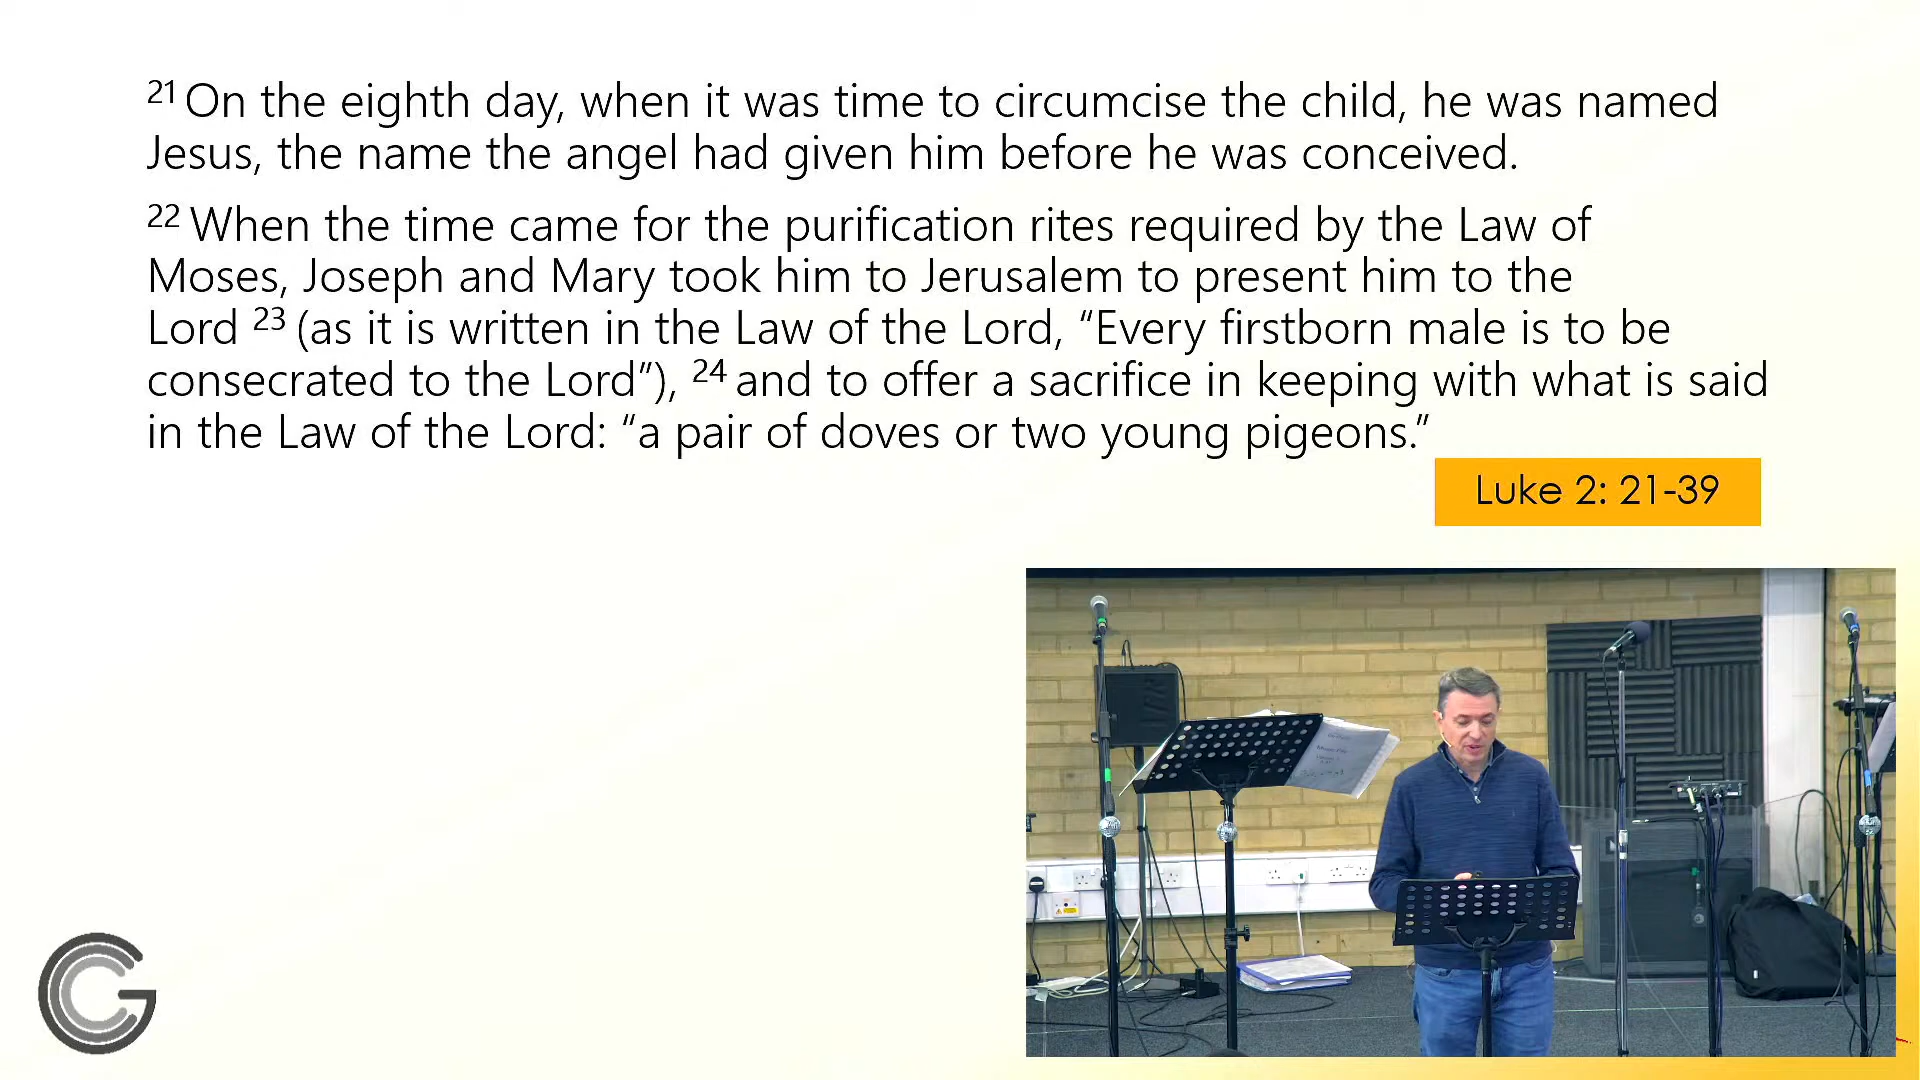 ²¹ On the eighth day, when it was time to circumcise the child, he was named
Jesus, the name the angel had given him before he was conceived.
²² When the time came for the purification rites required by the Law of
Moses, Joseph and Mary took him to Jerusalem to present him to the
Lord ²³ (as it is written in the Law of the Lord, “Every firstborn male is to be
consecrated to the Lord”), ²⁴ and to offer a sacrifice in keeping with what is said
in the Law of the Lord: “a pair of doves or two young pigeons.”
Luke 2: 21-39